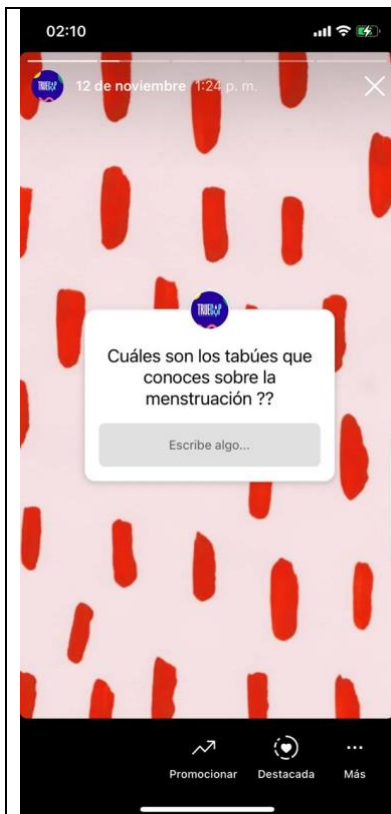 02:10
12 de noviembre 1:24 p. m.
Cuáles son los tabúes que
conoces sobre la
menstruación ??
Escribe algo...
Promocionar Destacada Más